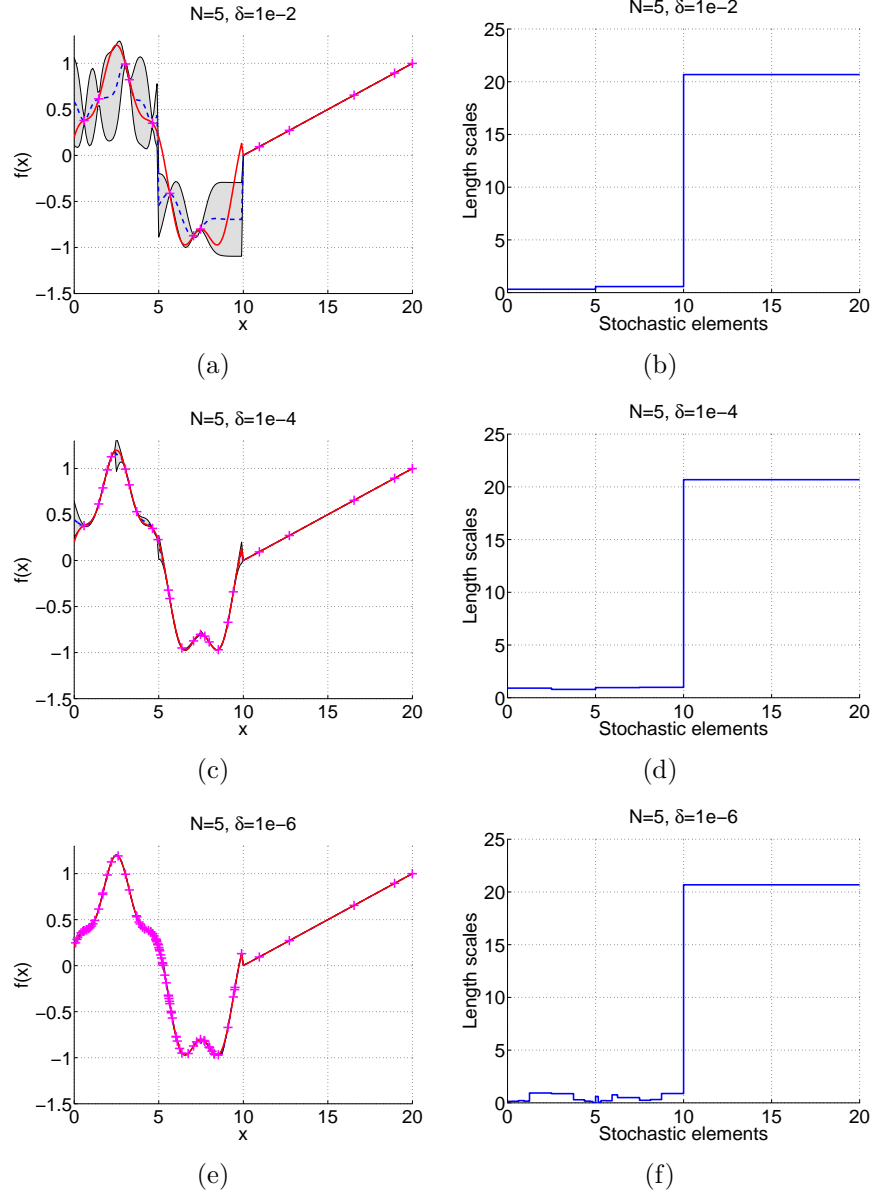 N=5, δ=1e−2
1
0.5
0
−0.5
−1
−1.5
f(x)
0 5 10 15 20
x
(a)
N=5, δ=1e−2
25
20
15
10
5
0
Length scales
0 5 10 15 20
Stochastic elements
(b)
N=5, δ=1e−4
1
0.5
0
−0.5
−1
−1.5
f(x)
0 5 10 15 20
x
(c)
N=5, δ=1e−4
25
20
15
10
5
0
Length scales
0 5 10 15 20
Stochastic elements
(d)
N=5, δ=1e−6
1
0.5
0
−0.5
−1
−1.5
f(x)
0 5 10 15 20
x
(e)
N=5, δ=1e−6
25
20
15
10
5
0
Length scales
0 5 10 15 20
Stochastic elements
(f)